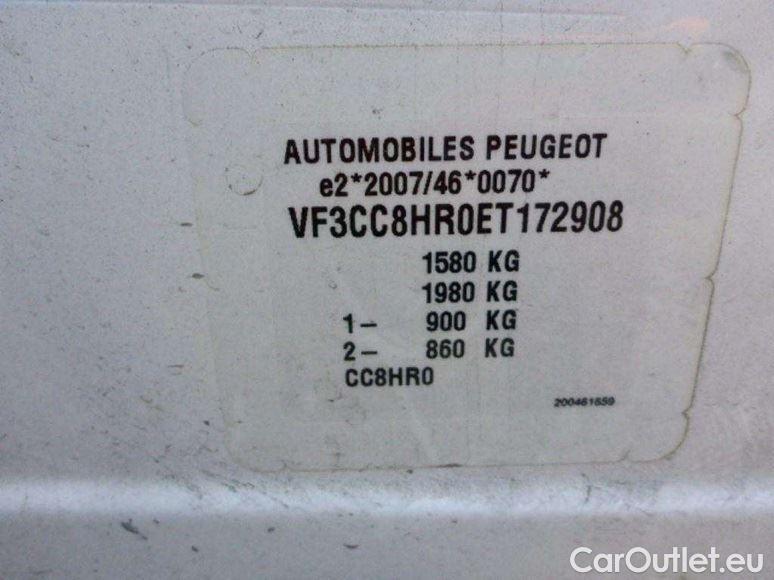 AUTOMOBILES PEUGEOT
e2*2007/46*0070*
VF3CC8HR0ET172908
1580 KG
1980 KG
1- 900 KG
2- 860 KG
CC8HR0
200461659
CarOutlet.eu